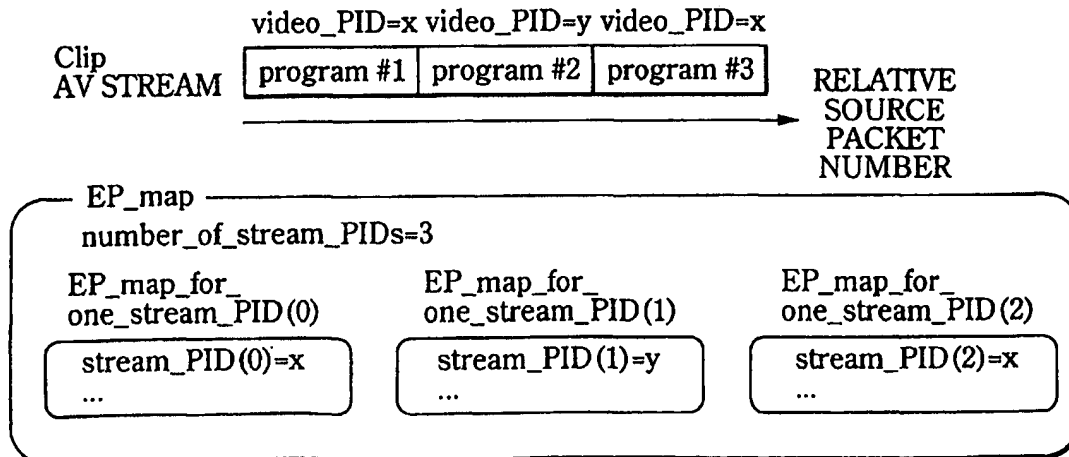 video_PID=x video_PID=y video_PID=x
Clip
AV STREAM
program #1 program #2 program #3
RELATIVE
SOURCE
PACKET
NUMBER
EP_map
number_of_stream_PIDs=3
EP_map_for_
one_stream_PID(0)
stream_PID(0)=x
...
EP_map_for_
one_stream_PID(1)
stream_PID(1)=y
...
EP_map_for_
one_stream_PID(2)
stream_PID(2)=x
...